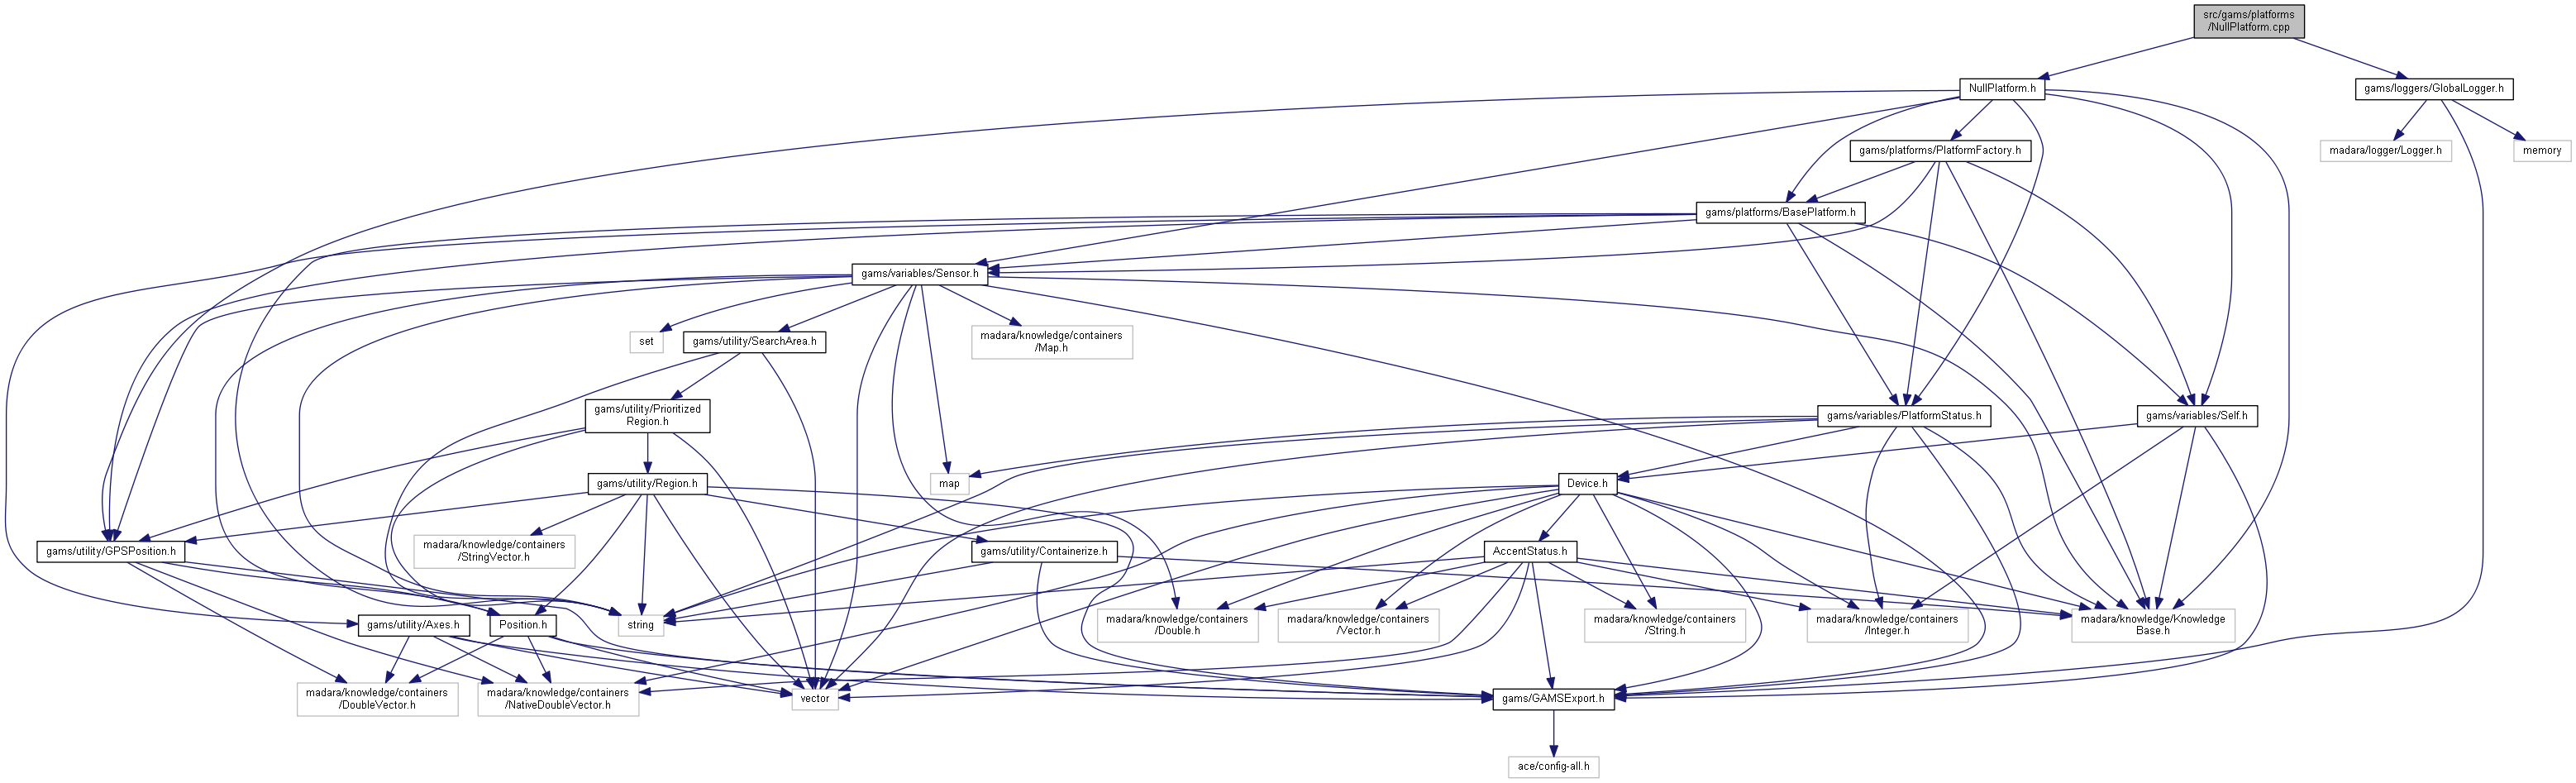 src/gams/platforms
/NullPlatform.cpp
NullPlatform.h
gams/loggers/GlobalLogger.h
gams/platforms/PlatformFactory.h
madara/logger/Logger.h
memory
gams/platforms/BasePlatform.h
gams/variables/Sensor.h
set
gams/utility/SearchArea.h
madara/knowledge/containers
/Map.h
gams/utility/Prioritized
Region.h
gams/variables/PlatformStatus.h
gams/variables/Self.h
gams/utility/Region.h
map
Device.h
gams/utility/GPSPosition.h
madara/knowledge/containers
/StringVector.h
gams/utility/Containerize.h
AccentStatus.h
gams/utility/Axes.h
Position.h
string
madara/knowledge/containers
/Double.h
madara/knowledge/containers
/Vector.h
madara/knowledge/containers
/String.h
madara/knowledge/containers
/Integer.h
madara/knowledge/Knowledge
Base.h
madara/knowledge/containers
/DoubleVector.h
madara/knowledge/containers
/NativeDoubleVector.h
vector
gams/GAMSExport.h
ace/config-all.h